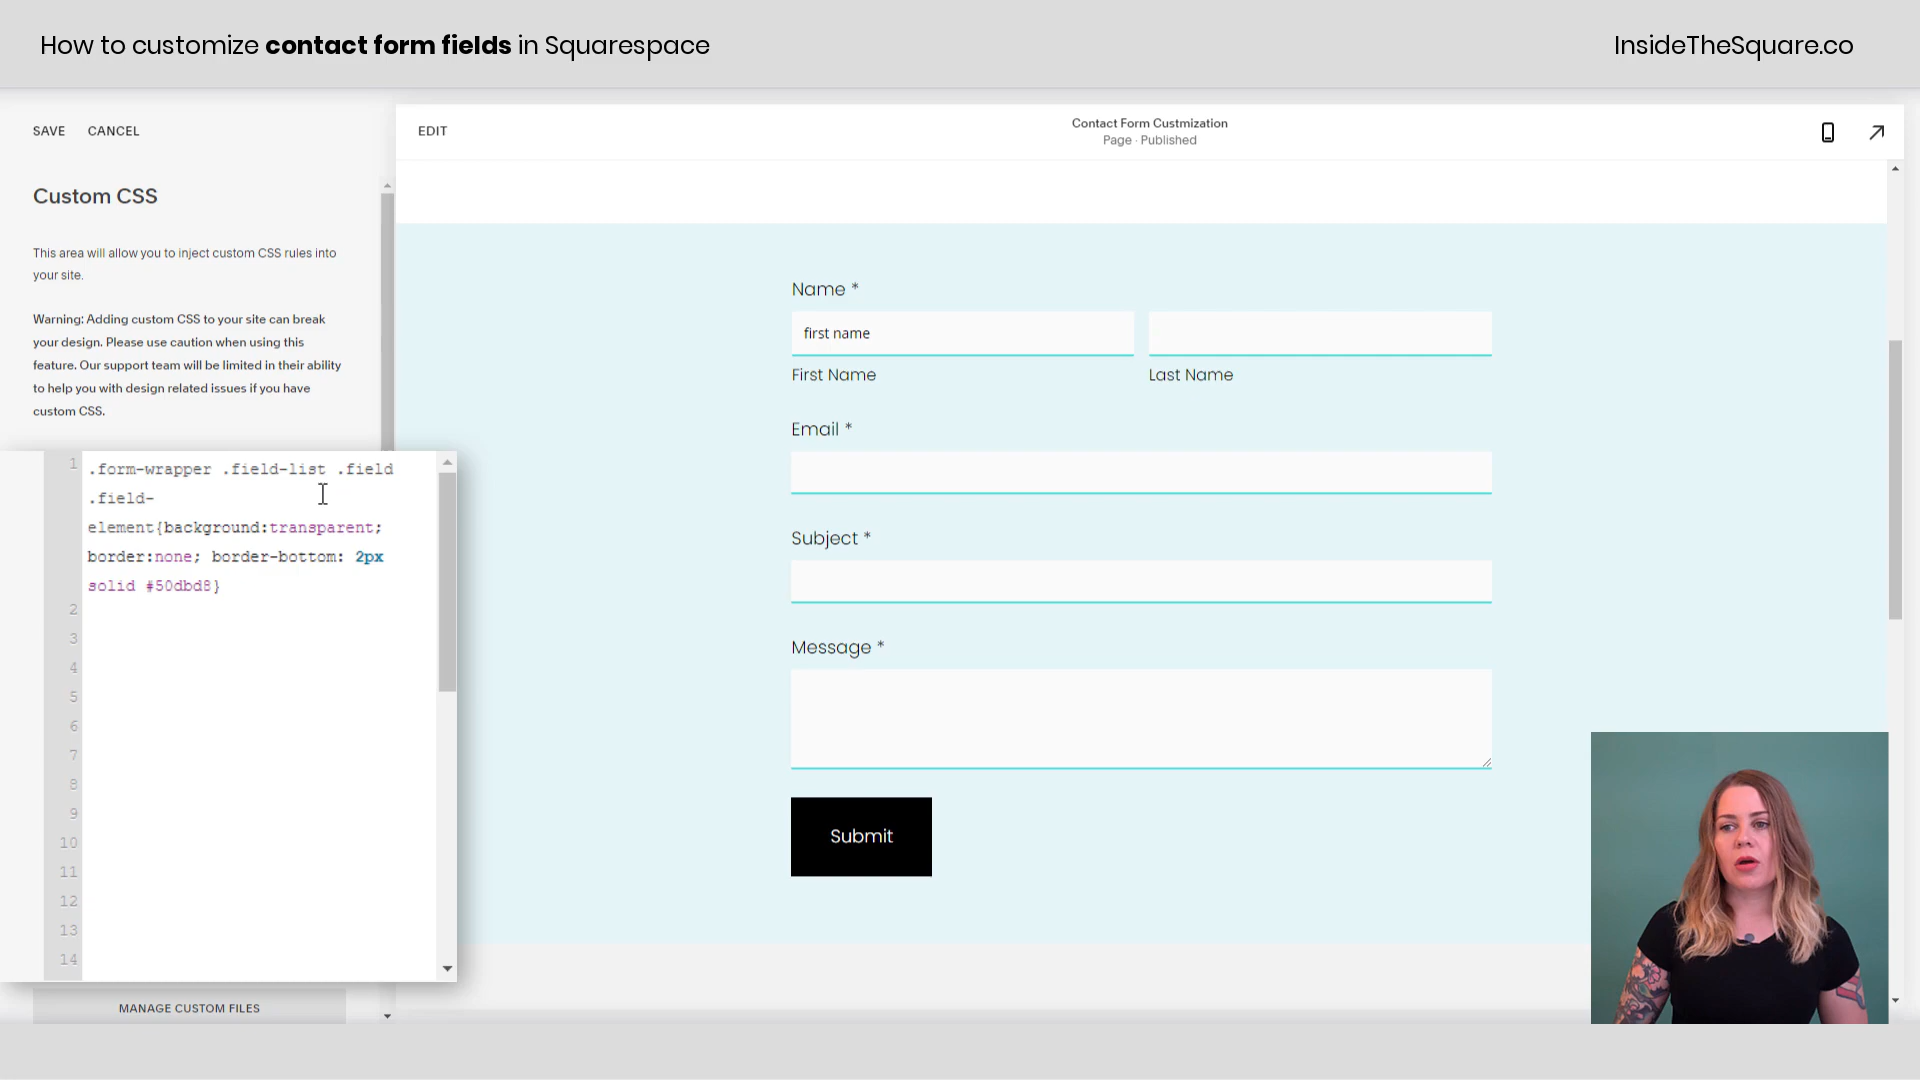 How to customize contact form fields in Squarespace
InsideTheSquare.co
SAVE CANCEL
EDIT
Contact Form Custmization
Page · Published
Custom CSS
This area will allow you to inject custom CSS rules into
your site.
Warning: Adding custom CSS to your site can break
your design. Please use caution when using this
feature. Our support team will be limited in their ability
to help you with design related issues if you have
custom CSS.
1 .form-wrapper .field-list .field
.field-
element{background:transparent;
border:none; border-bottom: 2px
solid #50dbd8}
2
3
4
5
6
7
8
9
10
11
12
13
14
MANAGE CUSTOM FILES
Name *
first name
First Name
Last Name
Email *
Subject *
Message *
Submit